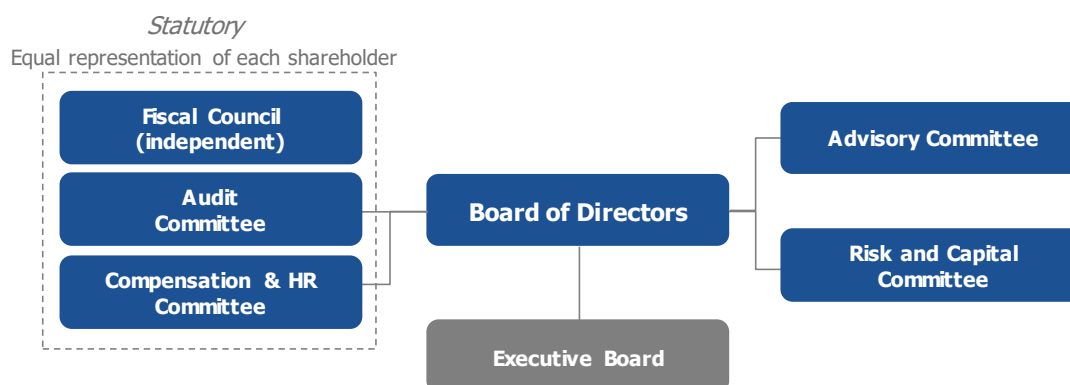 Statutory
Equal representation of each shareholder
Fiscal Council
(independent)
Audit
Committee
Compensation & HR
Committee
Board of Directors
Executive Board
Advisory Committee
Risk and Capital
Committee